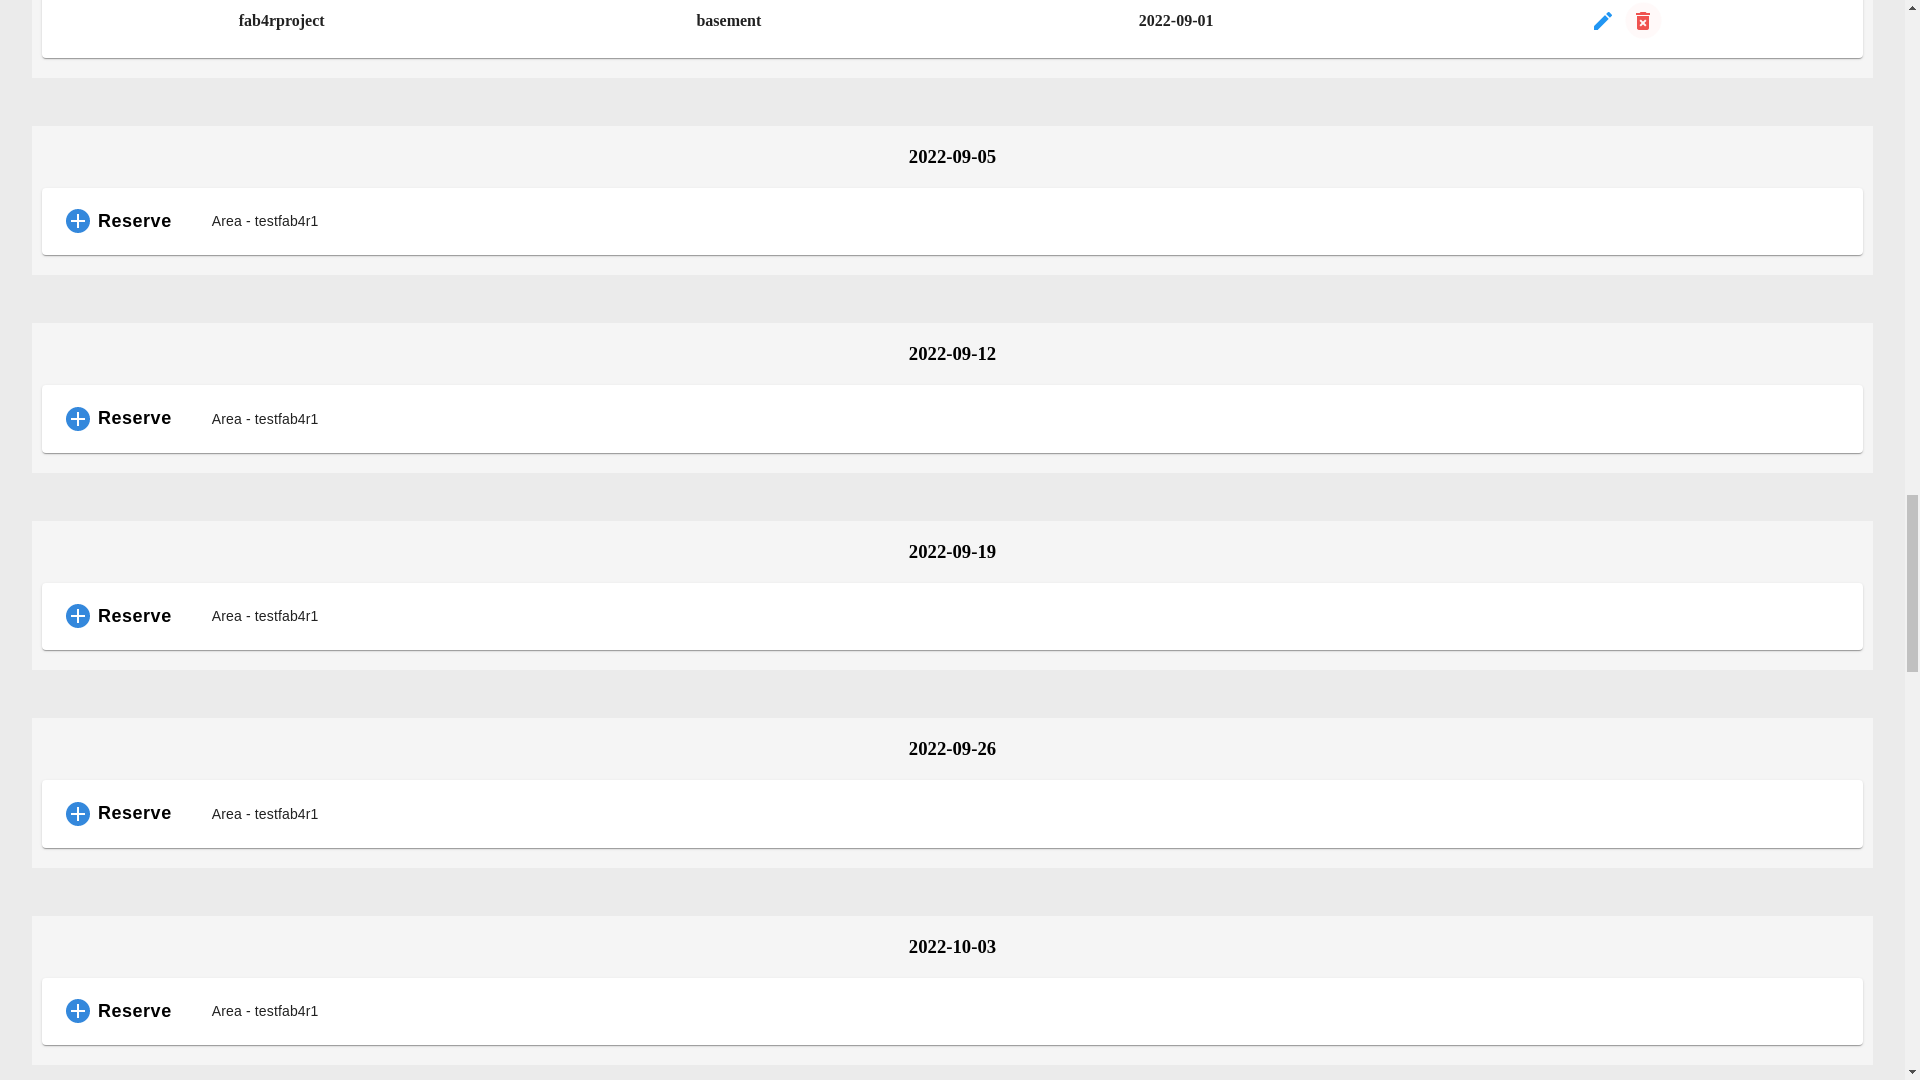 fab4rproject basement 2022-09-01
2022-09-05
Reserve Area - testfab4r1
2022-09-12
Reserve Area - testfab4r1
2022-09-19
Reserve Area - testfab4r1
2022-09-26
Reserve Area - testfab4r1
2022-10-03
Reserve Area - testfab4r1